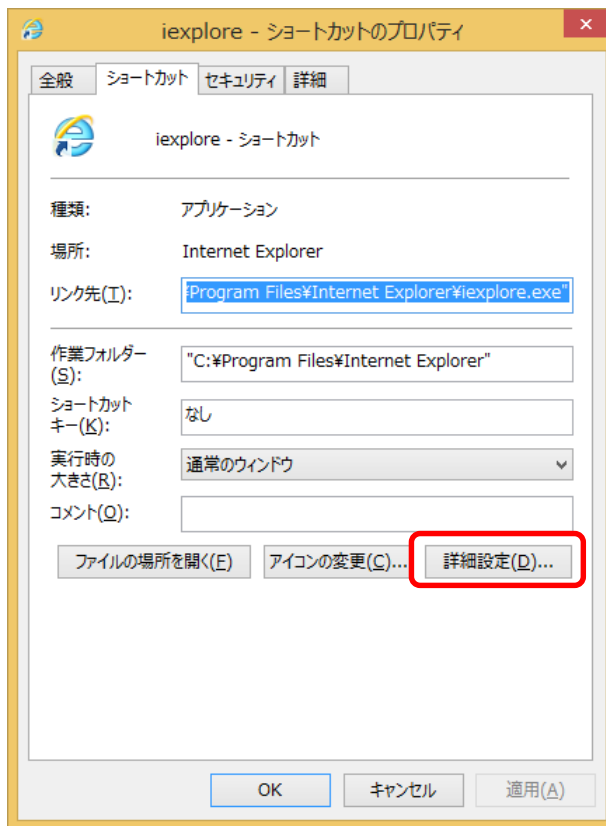 iexplore - ショートカットのプロパティ
全般 ショートカット セキュリティ 詳細
iexplore - ショートカット
種類: アプリケーション
場所: Internet Explorer
リンク先(T): ¥Program Files¥Internet Explorer¥iexplore.exe"
作業フォルダー
(S): "C:¥Program Files¥Internet Explorer"
ショートカット
キー(K): なし
実行時の
大きさ(R): 通常のウィンドウ
コメント(O):
ファイルの場所を開く(F) アイコンの変更(C)... 詳細設定(D)...
OK キャンセル 適用(A)